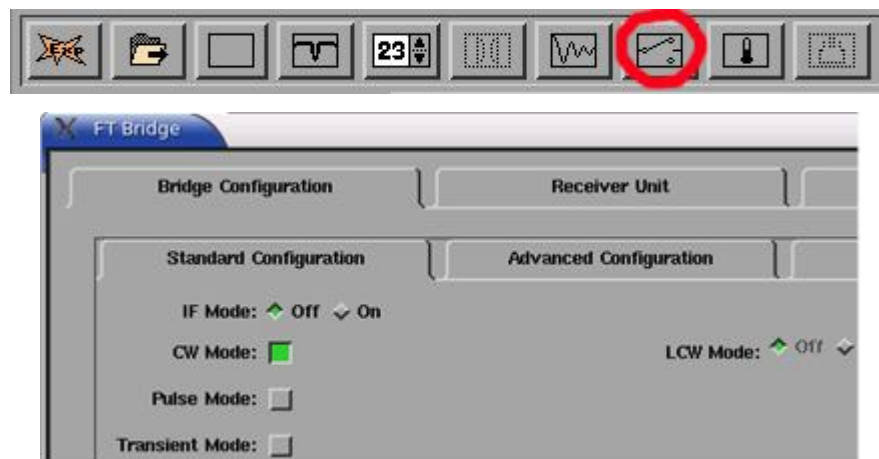 Exp
23
FT Bridge
Bridge Configuration Receiver Unit
Standard Configuration Advanced Configuration
IF Mode: Off On
CW Mode: LCW Mode: Off
Pulse Mode:
Transient Mode: